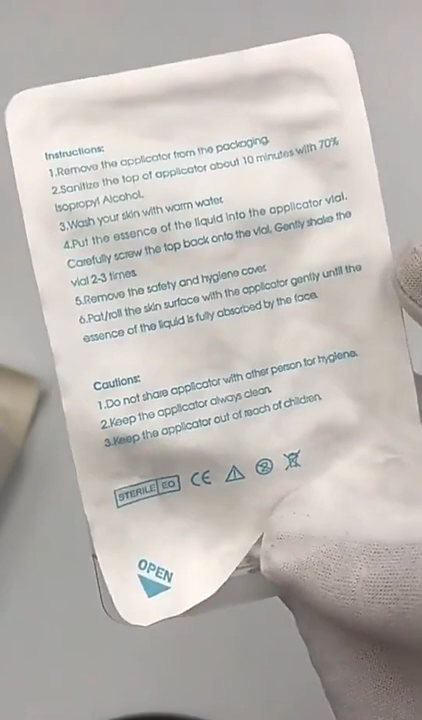 Instructions:
1.Remove the applicator from the packaging.
2.Sanitize the top of applicator about 10 minutes with 70%
Isopropyl Alcohol.
3.Wash your skin with warm water.
4.Put the essence of the liquid into the applicator vial.
Carefully screw the top back onto the vial. Gently shake the
vial 2-3 times.
5.Remove the safety and hygiene cover.
6.Pat/roll the skin surface with the applicator gently until the
essence of the liquid is fully absorbed by the face.
Cautions:
1.Do not share applicator with other person for hygiene.
2.Keep the applicator always clean.
3.Keep the applicator out of reach of children.
STERILE EO CE
OPEN